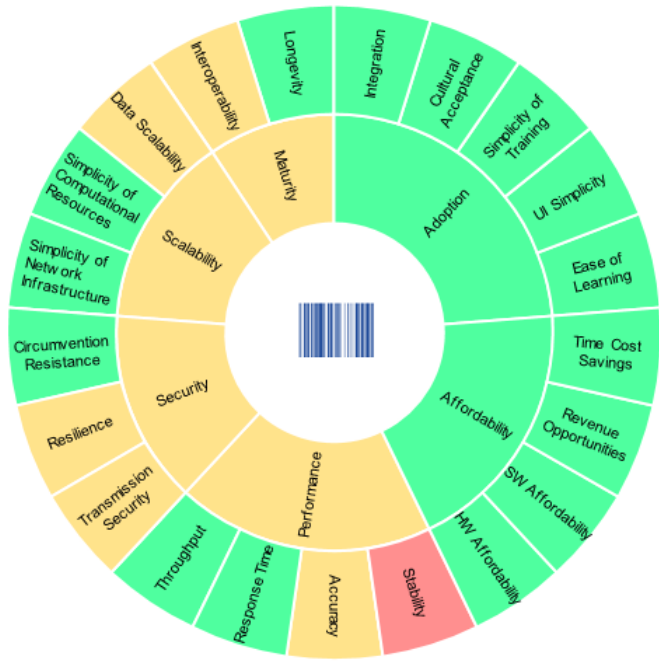 Integration
Cultural
Acceptance
Simplicity of
Training
UI Simplicity
Ease of
Learning
Time Cost
Savings
Revenue
Opportunities
SW Affordability
HW Affordability
Stability
Accuracy
Response Time
Throughput
Transmission
Security
Resilience
Circumvention
Resistance
Simplicity of
Network
Infrastructure
Simplicity of
Computational
Resources
Data Scalability
Interoperability
Longevity
Adoption
Affordability
Performance
Security
Scalability
Maturity